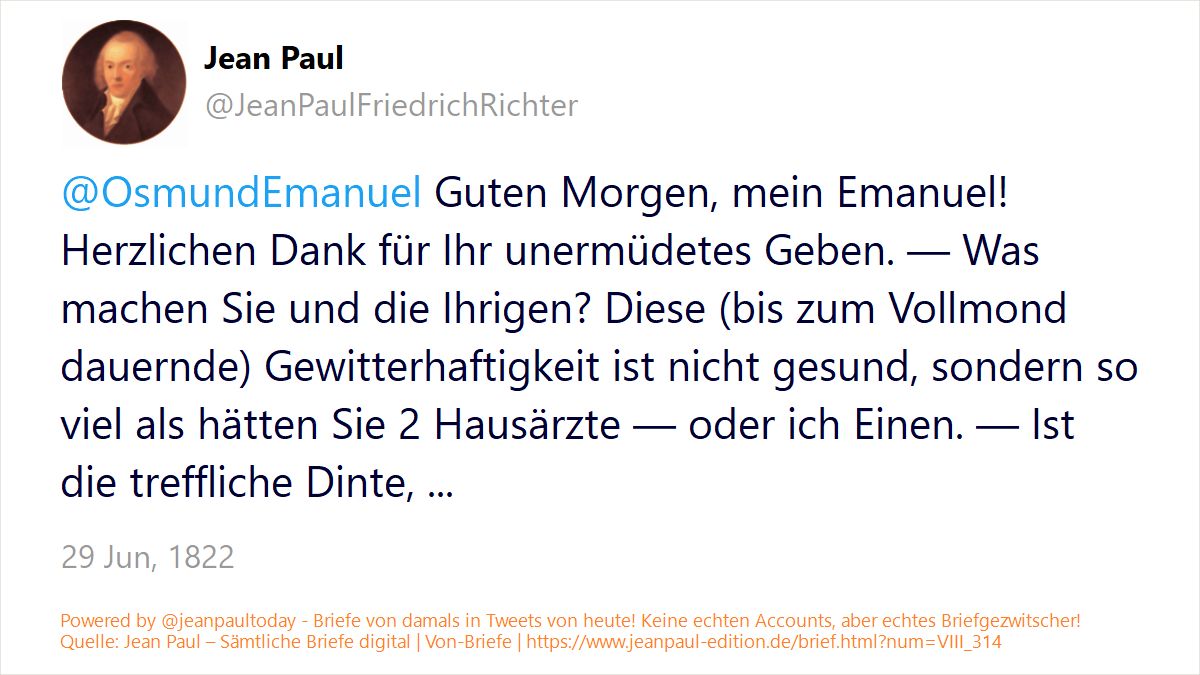 Jean Paul
@JeanPaulFriedrichRichter
@OsmundEmanuel Guten Morgen, mein Emanuel!
Herzlichen Dank für Ihr unermüdetes Geben. — Was
machen Sie und die Ihrigen? Diese (bis zum Vollmond
dauernde) Gewitterhaftigkeit ist nicht gesund, sondern so
viel als hätten Sie 2 Hausärzte — oder ich Einen. — Ist
die treffliche Dinte, ...
29 Jun, 1822
Powered by @jeanpaultoday - Briefe von damals in Tweets von heute! Keine echten Accounts, aber echtes Briefgezwitscher!
Quelle: Jean Paul – Sämtliche Briefe digital | Von-Briefe | https://www.jeanpaul-edition.de/brief.html?num=VIII_314